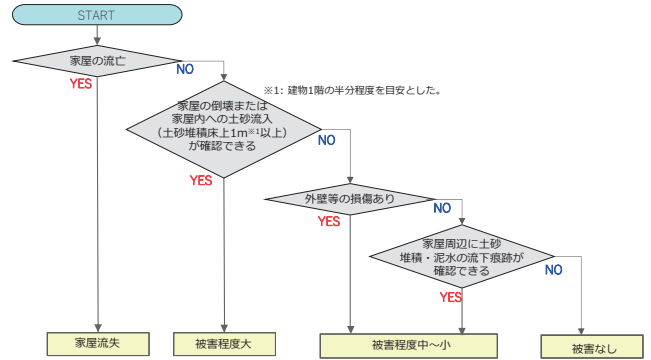 START
家屋の流亡
NO
YES
※1: 建物1階の半分程度を目安とした。
家屋の倒壊または
家屋内への土砂流入
（土砂堆積床上1m※1以上）
が確認できる
NO
YES
外壁等の損傷あり
NO
YES
家屋周辺に土砂
堆積・泥水の流下痕跡が
確認できる
NO
YES
家屋流失
被害程度大
被害程度中～小
被害なし